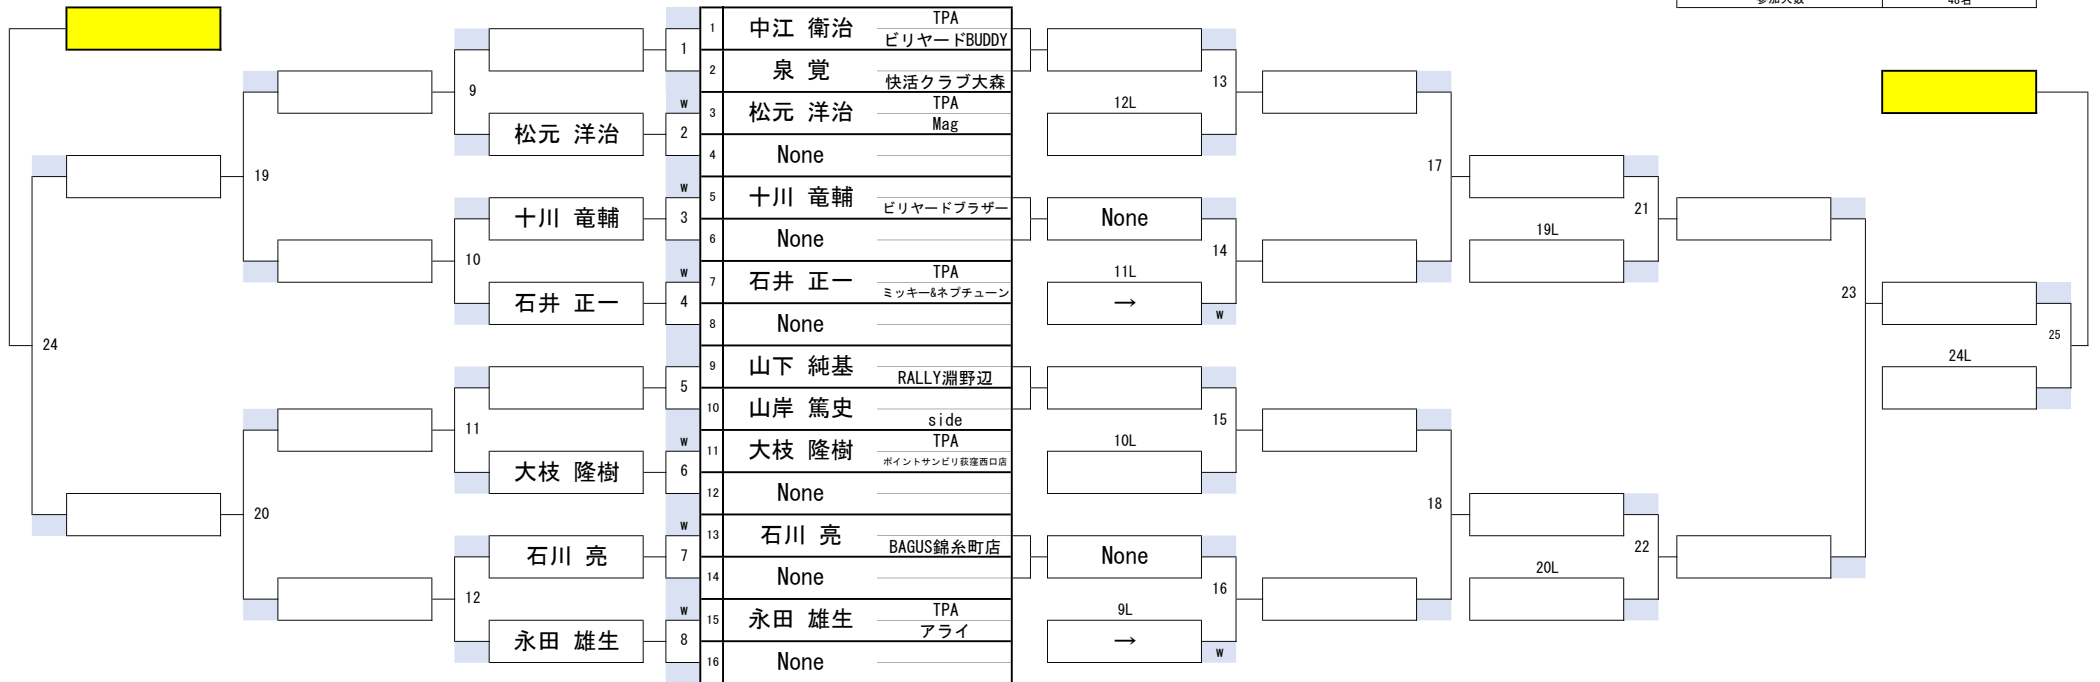 参加人数 48名
1 中江 衛治 TPA
ビリヤードBUDDY
1
2 泉 覚
快活クラブ大森
9
13
W
3 松元 洋治 TPA
Mag
12L
松元 洋治 2
4 None
19
17
W
5 十川 竜輔
ビリヤードブラザー
十川 竜輔 3
None
21
6 None
19L
10
14
W
7 石井 正一 TPA
ミッキー&ネプチューン
11L
石井 正一 4
→
23
8 None
W
24
25
9 山下 純基
RALLY淵野辺
24L
5
10 山岸 篤史
side
11
15
W
11 大枝 隆樹 TPA
ポイントサンビリ荻窪西口店
10L
大枝 隆樹 6
12 None
20
18
W
13 石川 亮
BAGUS錦糸町店
石川 亮 7
None
22
14 None
20L
12
16
W
15 永田 雄生 TPA
アライ
9L
永田 雄生 8
→
16 None
W